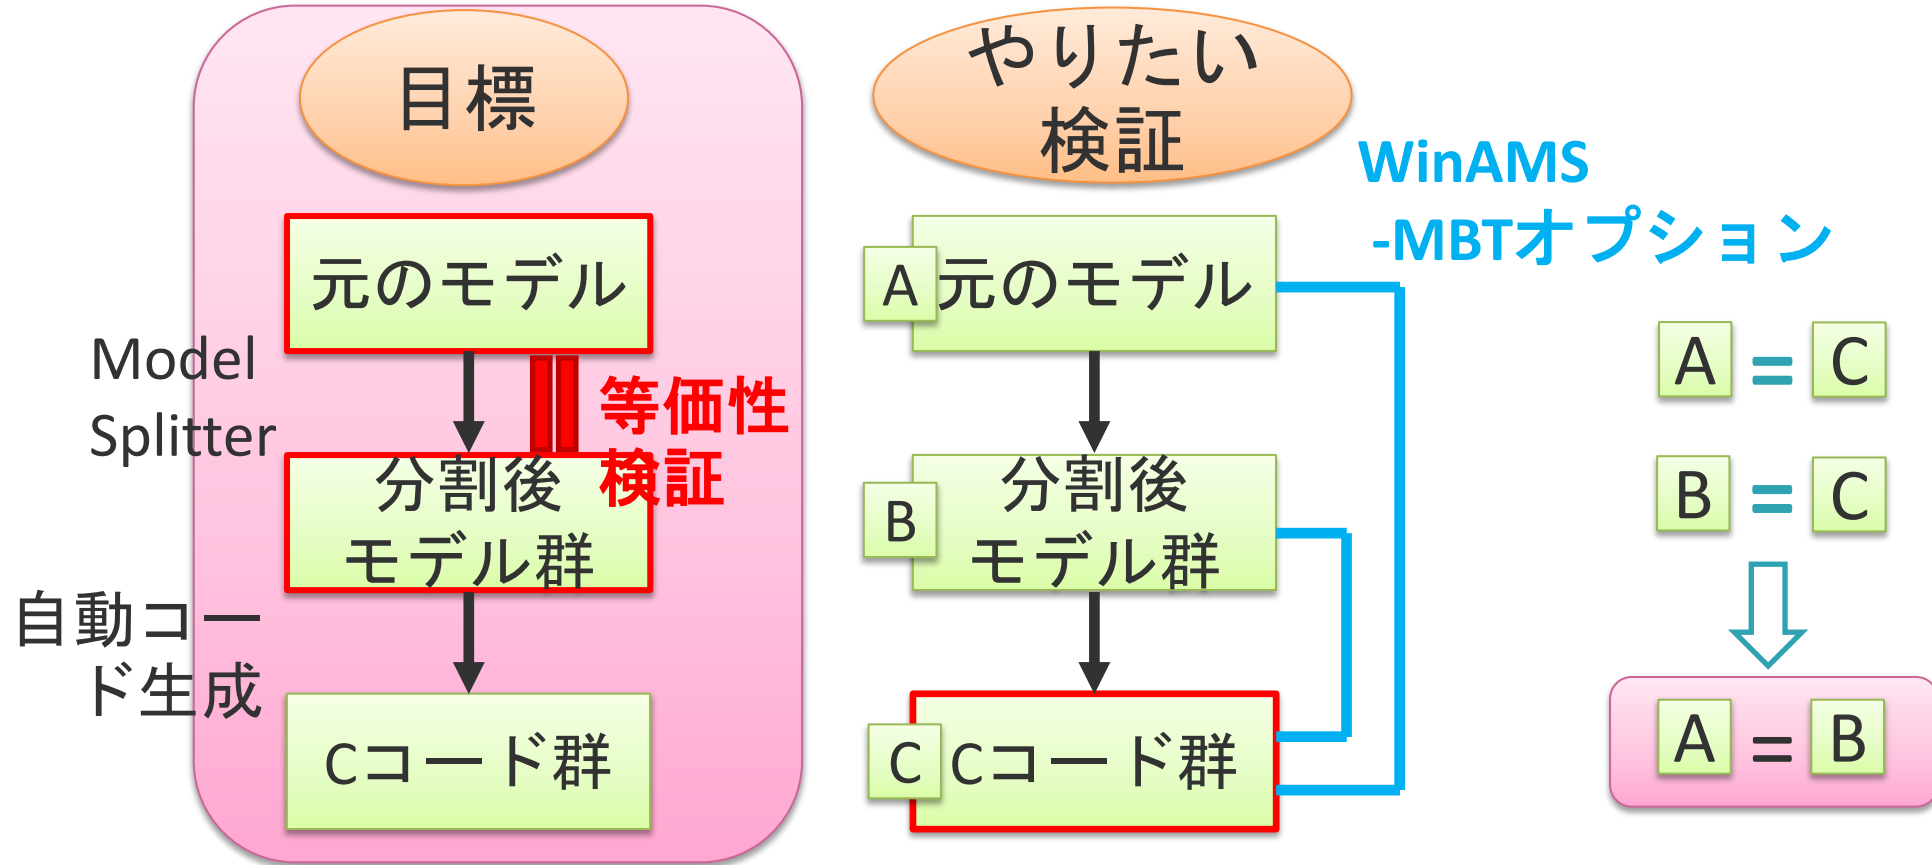 目標
元のモデル
Model
Splitter
等価性
検証
分割後
モデル群
自動コー
ド生成
Cコード群
やりたい
検証
WinAMS
-MBTオプション
A
元のモデル
B
分割後
モデル群
C
Cコード群
A = C
B = C
A = B